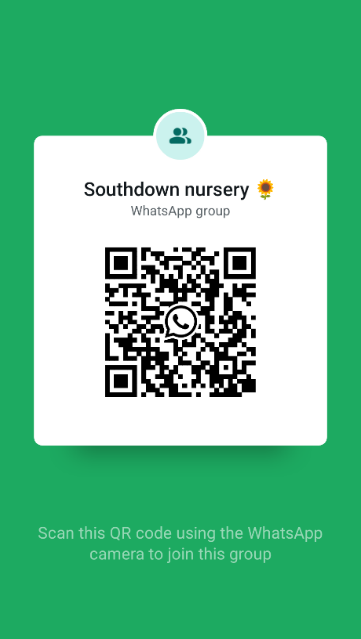 Southdown nursery 🌻
WhatsApp group
Scan this QR code using the WhatsApp
camera to join this group